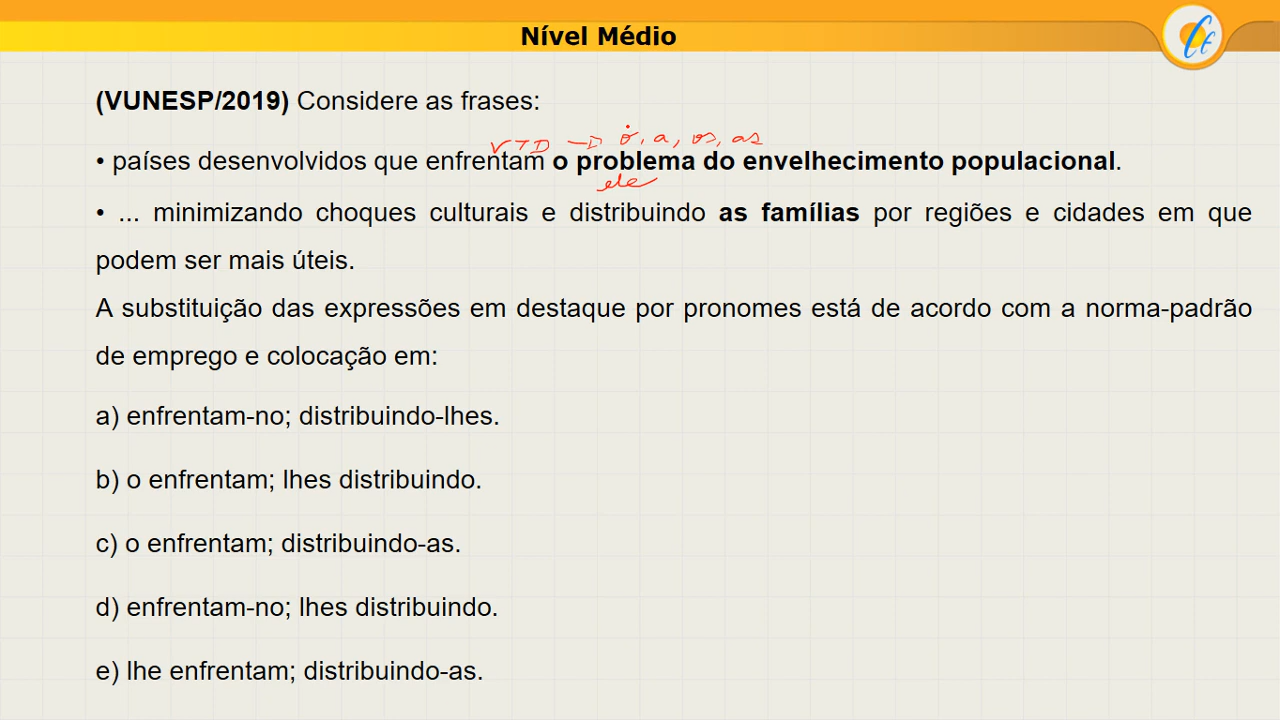 Nível Médio
(VUNESP/2019) Considere as frases:
VTD → o, a, os, as
• países desenvolvidos que enfrentam o problema do envelhecimento populacional.
ele
• ... minimizando choques culturais e distribuindo as famílias por regiões e cidades em que
podem ser mais úteis.
A substituição das expressões em destaque por pronomes está de acordo com a norma-padrão
de emprego e colocação em:
a) enfrentam-no; distribuindo-lhes.
b) o enfrentam; lhes distribuindo.
c) o enfrentam; distribuindo-as.
d) enfrentam-no; lhes distribuindo.
e) lhe enfrentam; distribuindo-as.